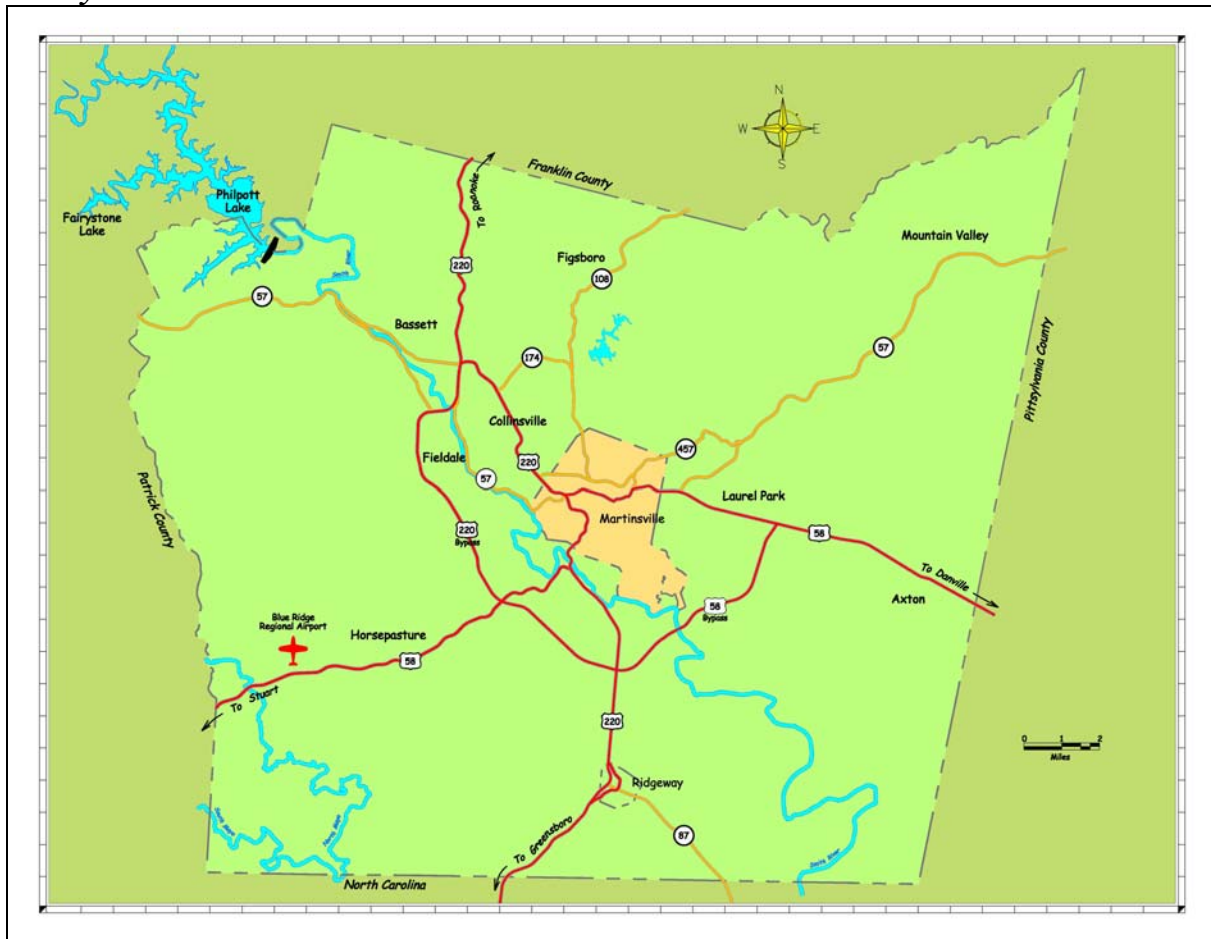 N
W
E
S
Franklin County
To Roanoke
Philpott
Lake
Fairystone
Lake
Mountain Valley
Figsboro
220
108
57
Bassett
174
57
Pittsylvania County
Collinsville
457
220
Fieldale
57
Laurel Park
Patrick County
Martinsville
220
Bypass
58
To Danville
Axton
58
Bypass
Blue Ridge
Regional Airport
Horsepasture
58
To Stuart
220
0
1
2
Miles
Ridgeway
87
To Greensboro
North Carolina